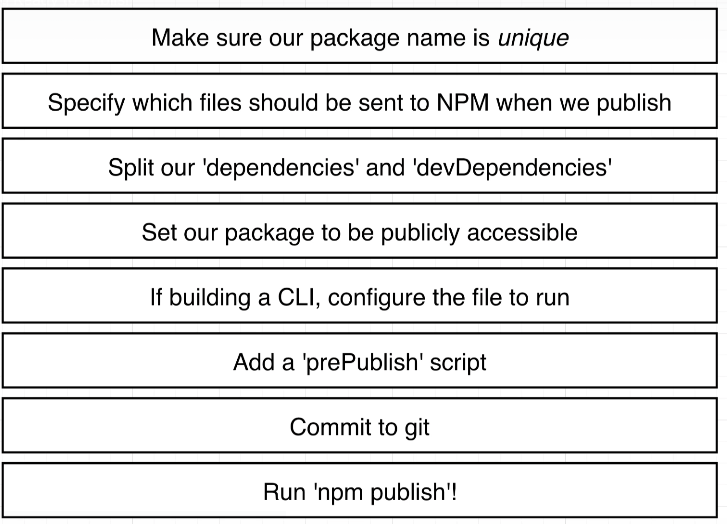 Make sure our package name is unique
Specify which files should be sent to NPM when we publish
Split our 'dependencies' and 'devDependencies'
Set our package to be publicly accessible
If building a CLI, configure the file to run
Add a 'prePublish' script
Commit to git
Run 'npm publish'!